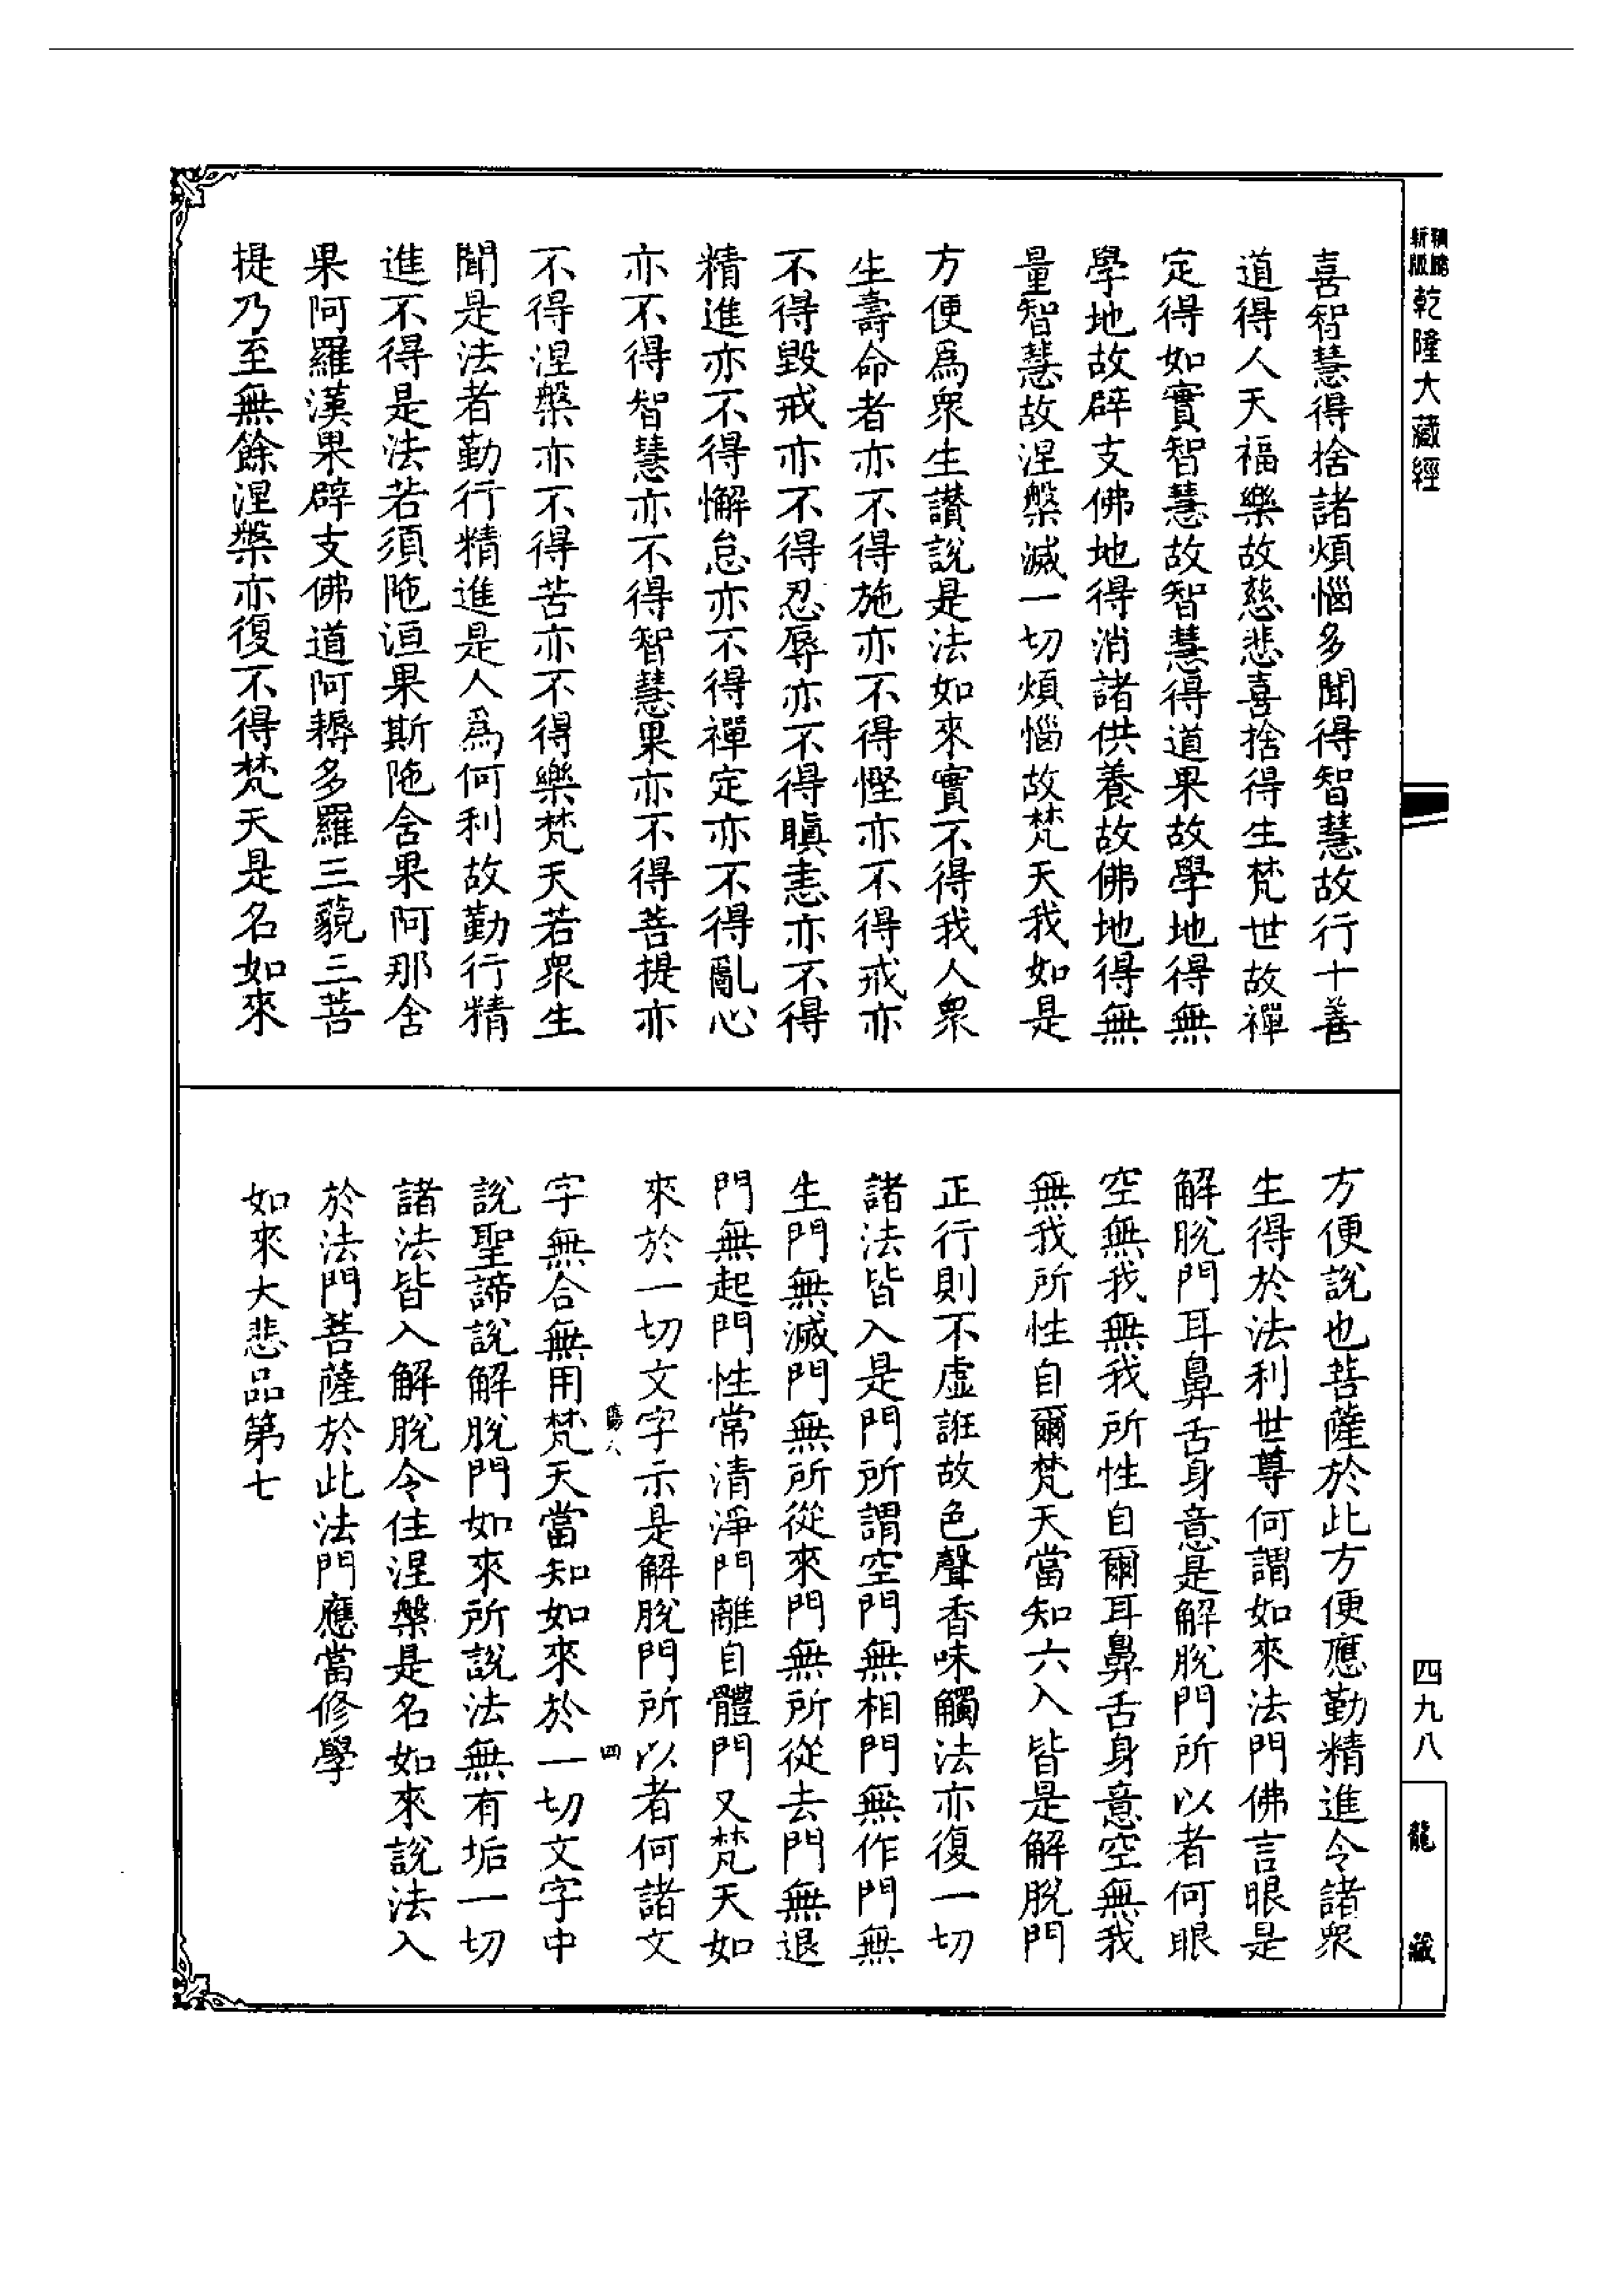 新版
乾隆大藏經
四九八
龍藏
喜智慧得捨諸煩惱多聞得智慧故行十善
道得人天福樂故慈悲喜捨得生梵世故禪
定得如實智慧故智慧得道果故學地得無
學地故辟支佛地得消諸供養故佛地得無
量智慧故涅槃滅一切煩惱故梵天我如是
方便爲衆生讚說是法如來實不得我人衆
生壽命者亦不得施亦不得慳亦不得戒亦
不得毀戒亦不得忍辱亦不得瞋恚亦不得
精進亦不得懈怠亦不得禪定亦不得亂心
亦不得智慧亦不得智慧果亦不得菩提亦
不得涅槃亦不得苦亦不得樂梵天若衆生
聞是法者勤行精進是人爲何利故勤行精
進不得是法若須陁洹果斯陁含果阿那含
果阿羅漢果辟支佛道阿耨多羅三藐三菩
提乃至無餘涅槃亦復不得梵天是名如來
方便說也菩薩於此方便應勤精進令諸衆
生得於法利世尊何謂如來法門佛言眼是
解脫門耳鼻舌身意是解脫門所以者何眼
空無我無我所性自爾耳鼻舌身意空無我
無我所性自爾梵天當知六入皆是解脫門
正行則不虛誑故色聲香味觸法亦復一切
諸法皆入是門所謂空門無相門無作門無
生門無滅門無所從來門無所從去門無退
門無起門性常清淨門離自體門又梵天如
來於一切文字示是解脫門所以者何諸文
四
字無合無用梵天當知如來於一切文字中
說聖諦說解脫門如來所說法無有垢一切
諸法皆入解脫令住涅槃是名如來說法入
於法門菩薩於此法門應當修學
如來大悲品第七